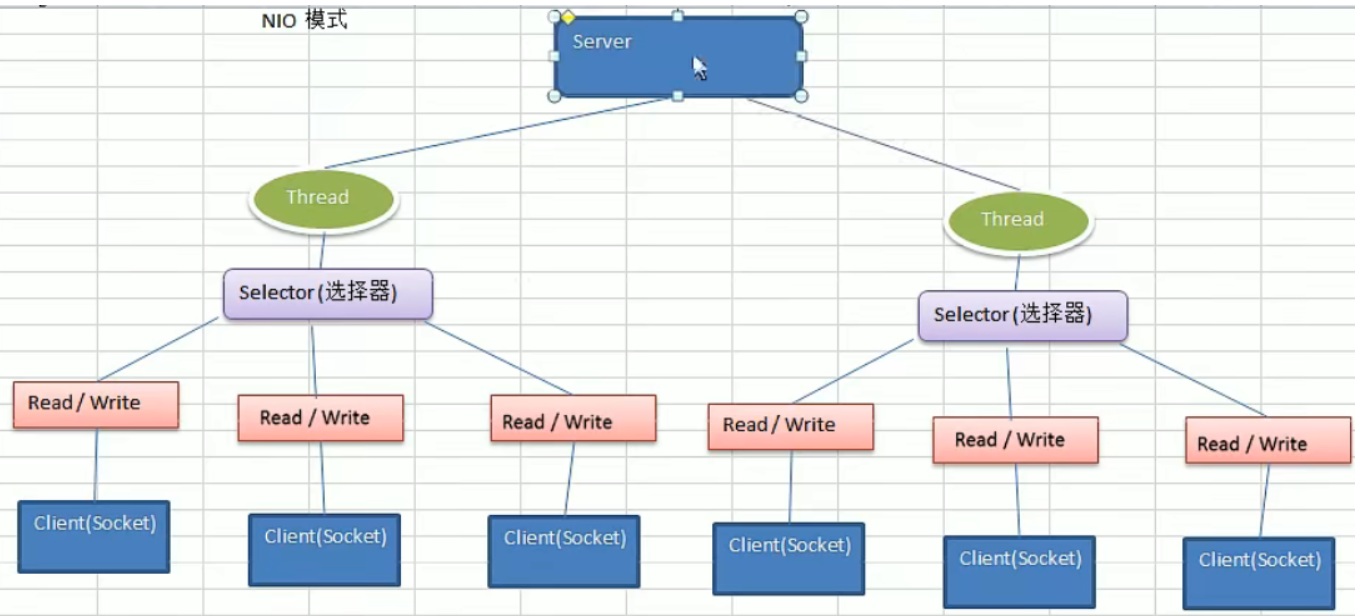 NIO 模式
Server
Thread
Thread
Selector(选择器)
Selector(选择器)
Read / Write
Read / Write
Read / Write
Read / Write
Read / Write
Read / Write
Client(Socket)
Client(Socket)
Client(Socket)
Client(Socket)
Client(Socket)
Client(Socket)